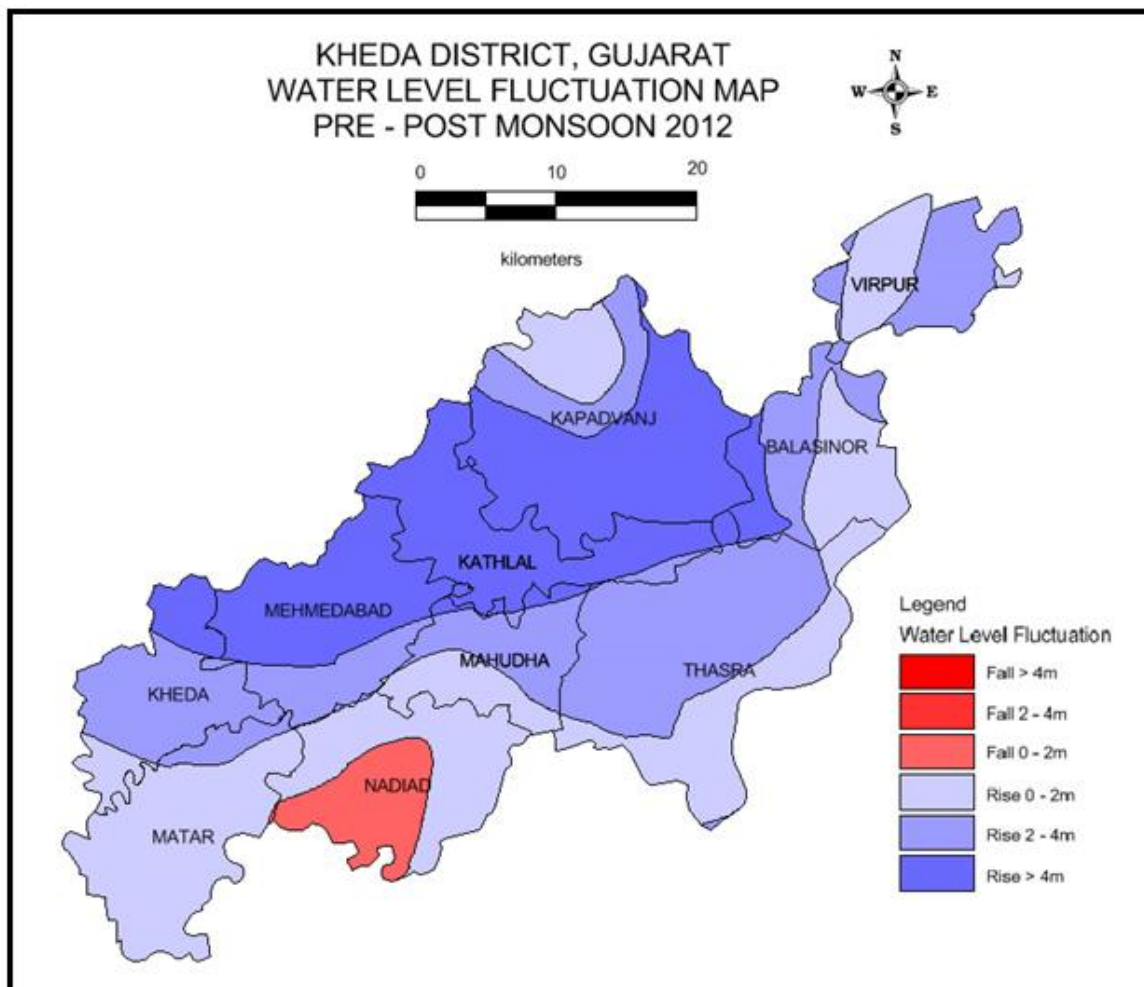 KHEDA DISTRICT, GUJARAT
WATER LEVEL FLUCTUATION MAP
PRE - POST MONSOON 2012
N
W E
S
0 10 20
kilometers
VIRPUR
KAPADVANJ
BALASINOR
KATHLAL
MEHMEDABAD
MAHUDHA
THASRA
KHEDA
NADIAD
MATAR
Legend
Water Level Fluctuation
Fall > 4m
Fall 2 - 4m
Fall 0 - 2m
Rise 0 - 2m
Rise 2 - 4m
Rise > 4m